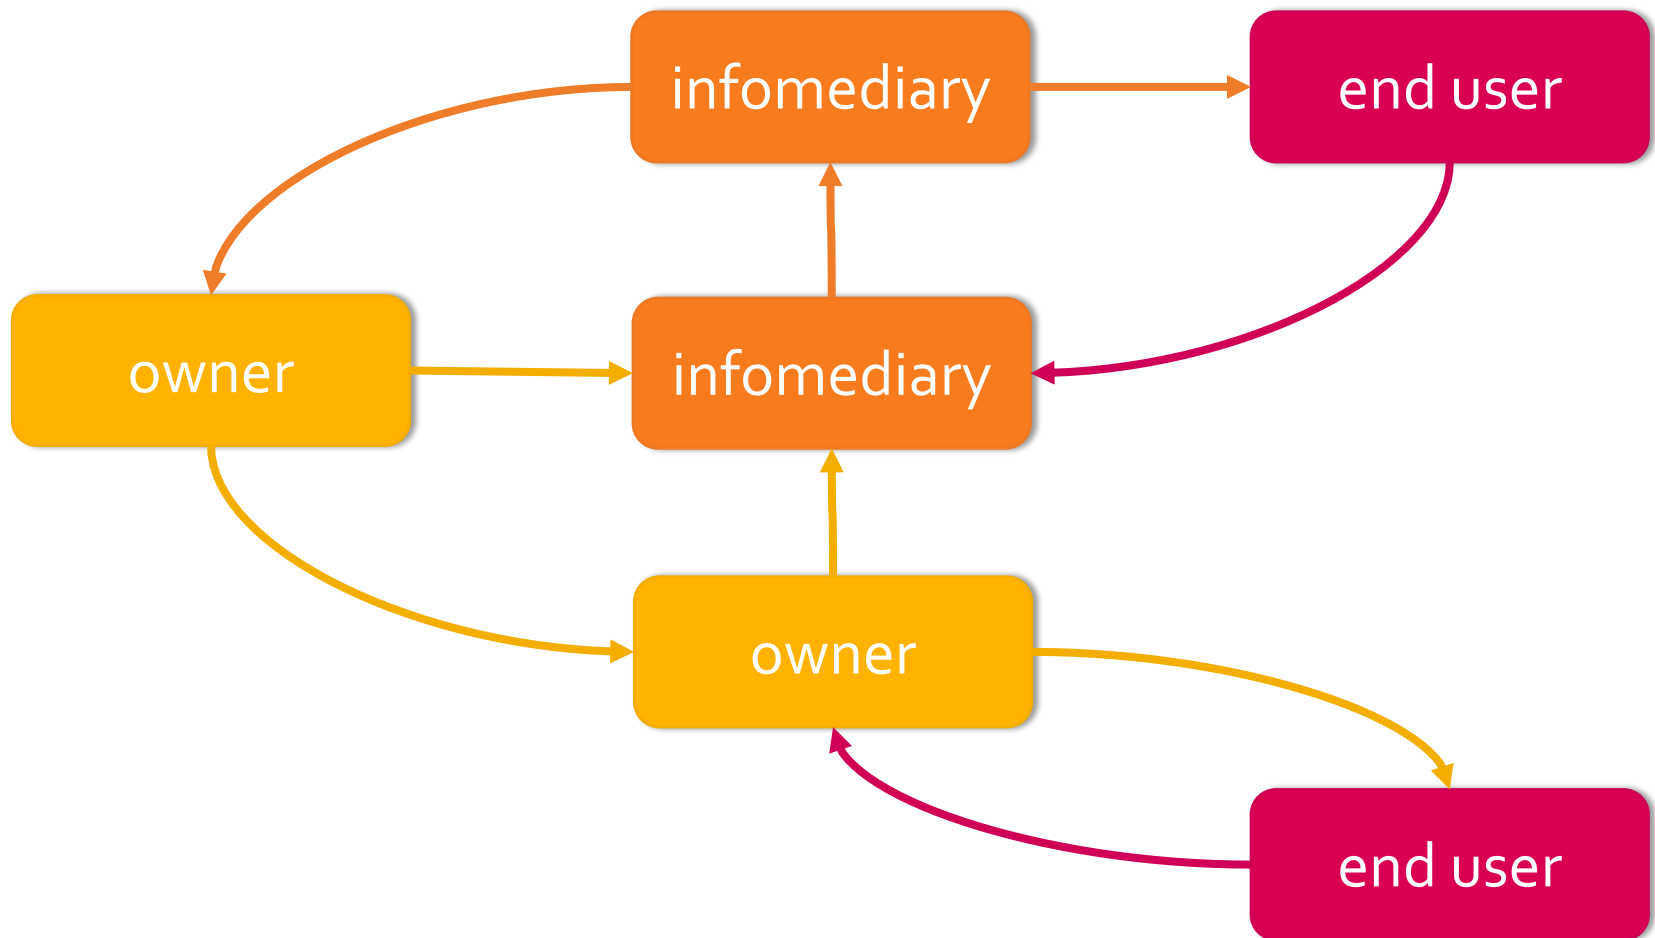 infomediary
end user
owner
infomediary
owner
end user